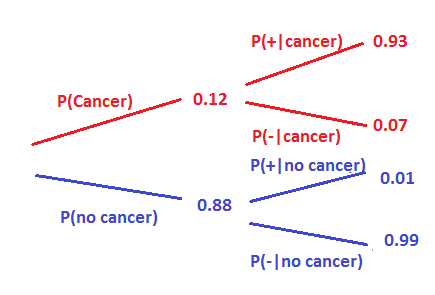 P(+|cancer) 0.93
P(Cancer) 0.12
P(-|cancer) 0.07
P(+|no cancer) 0.01
P(no cancer) 0.88
P(-|no cancer) 0.99